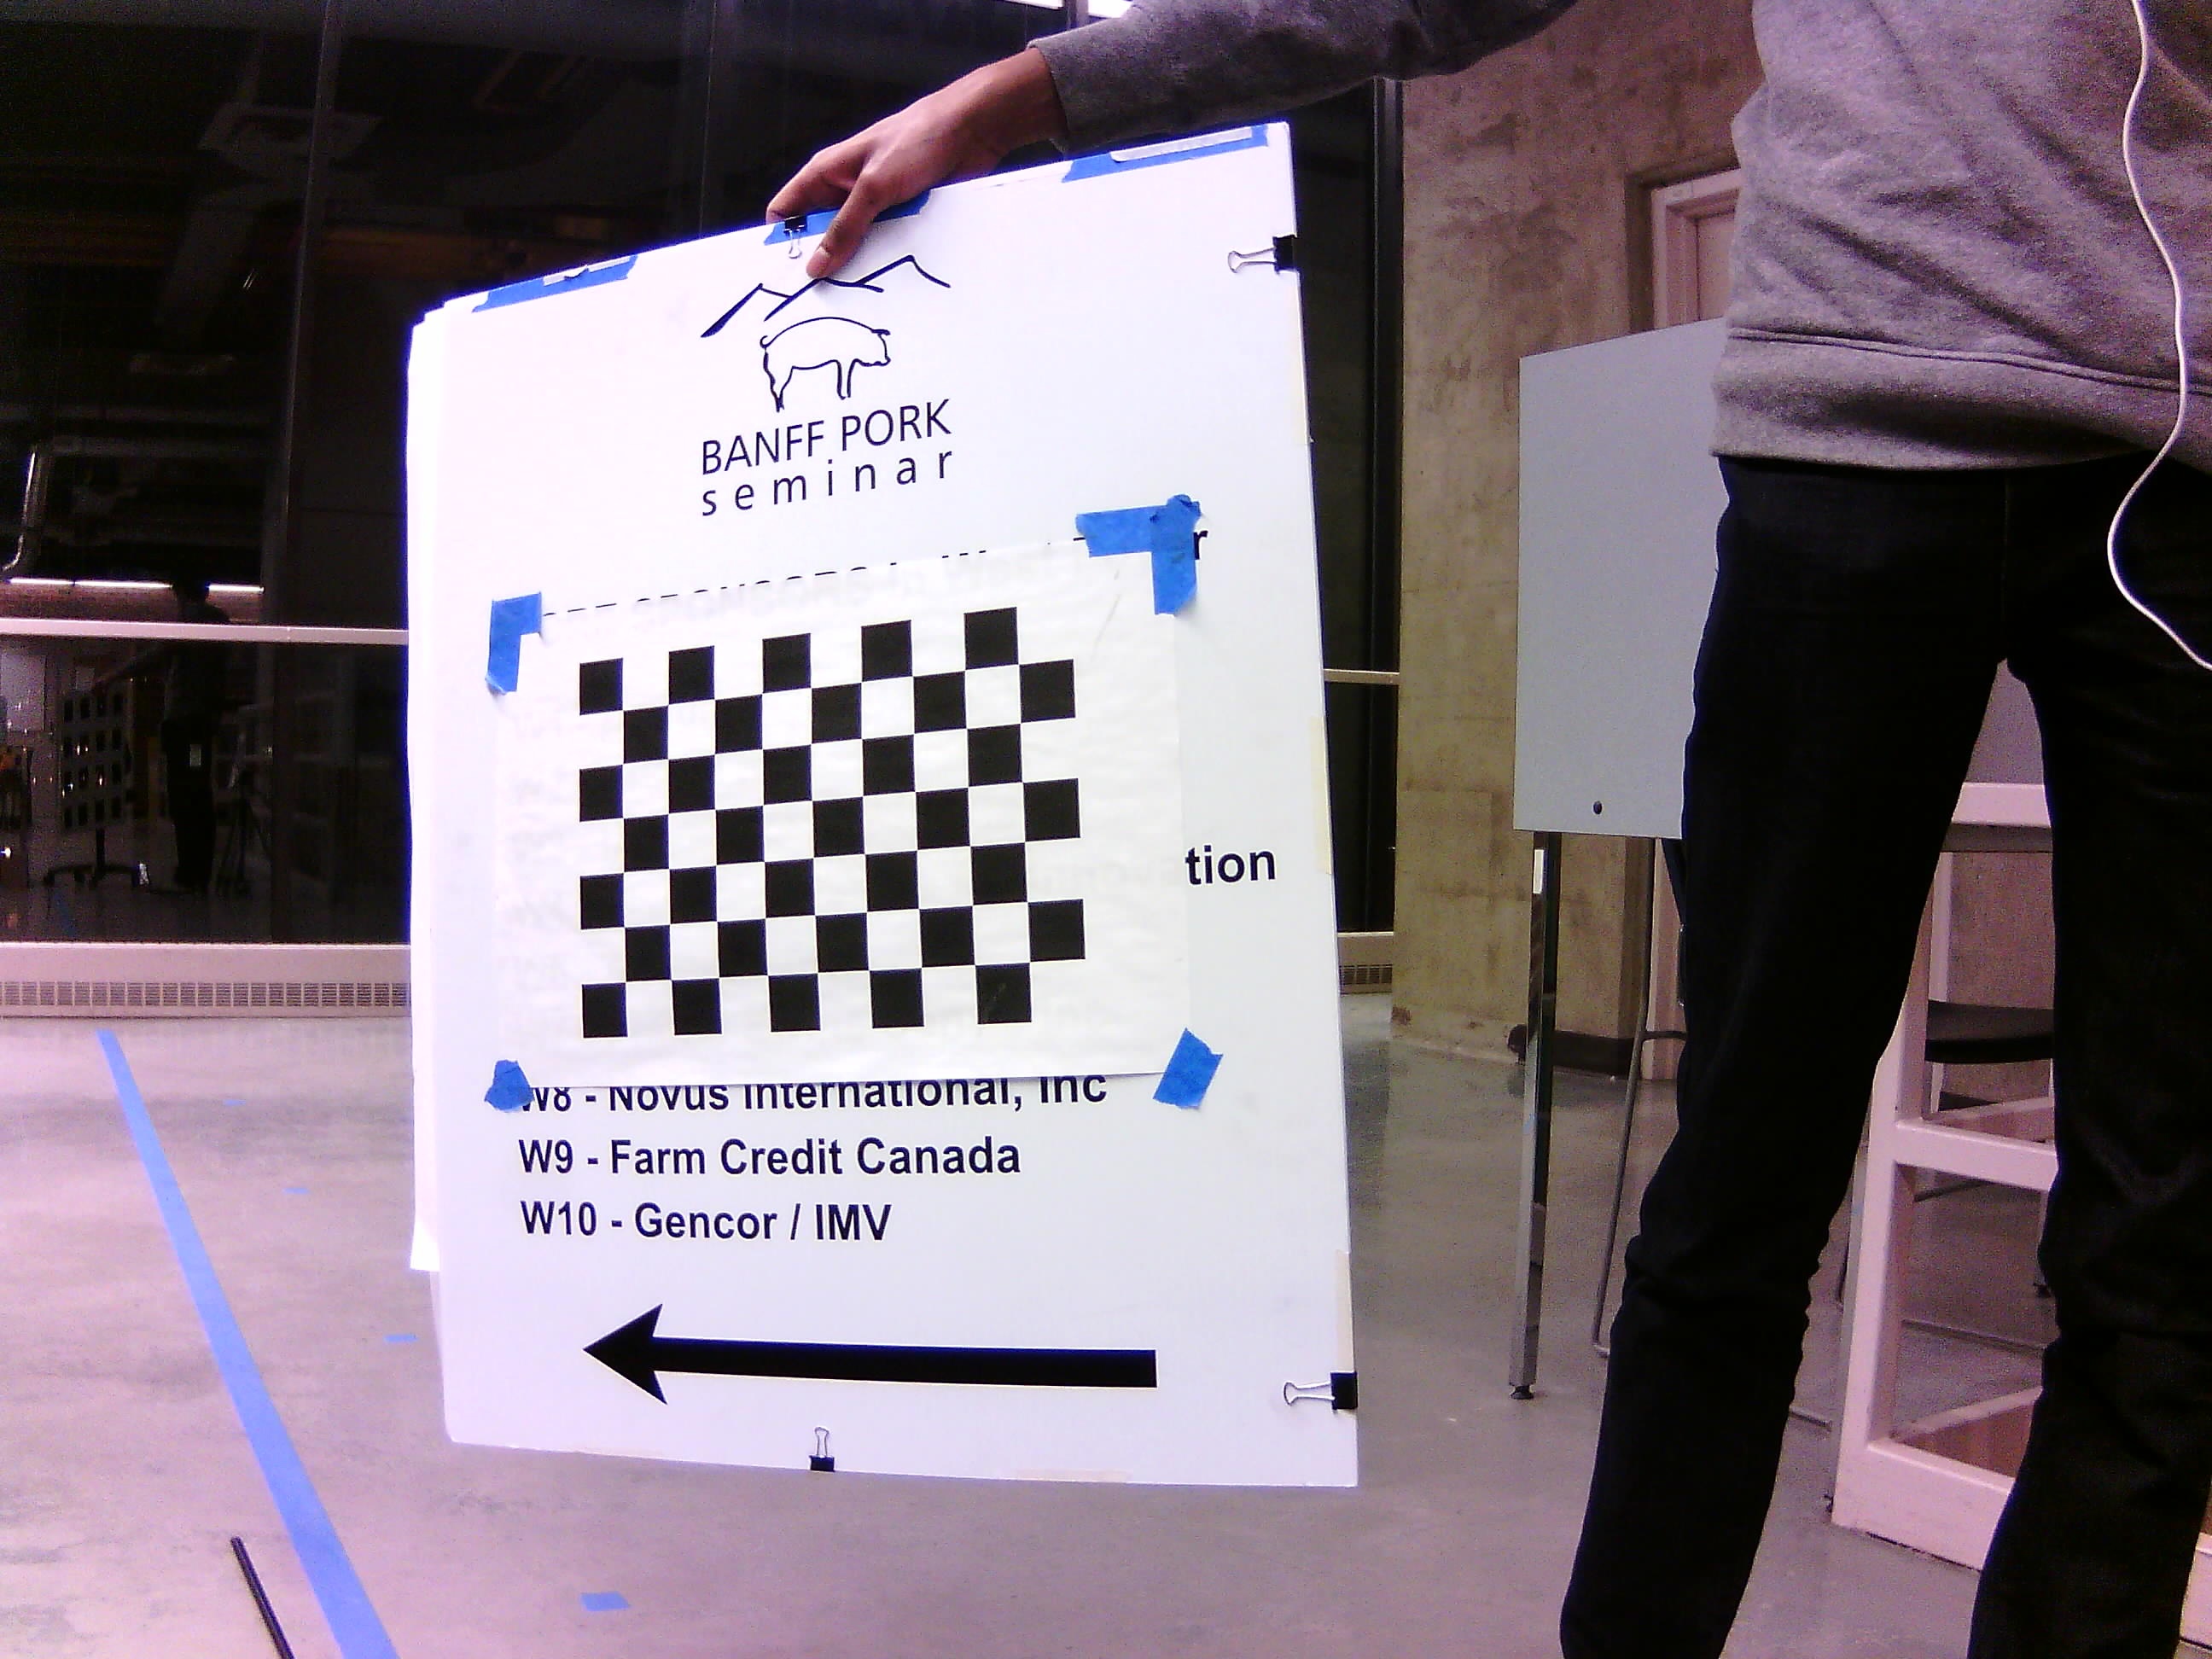 BANFF PORK
seminar
r
tion
W8 - Novus International, Inc
W9 - Farm Credit Canada
W10 - Gencor / IMV